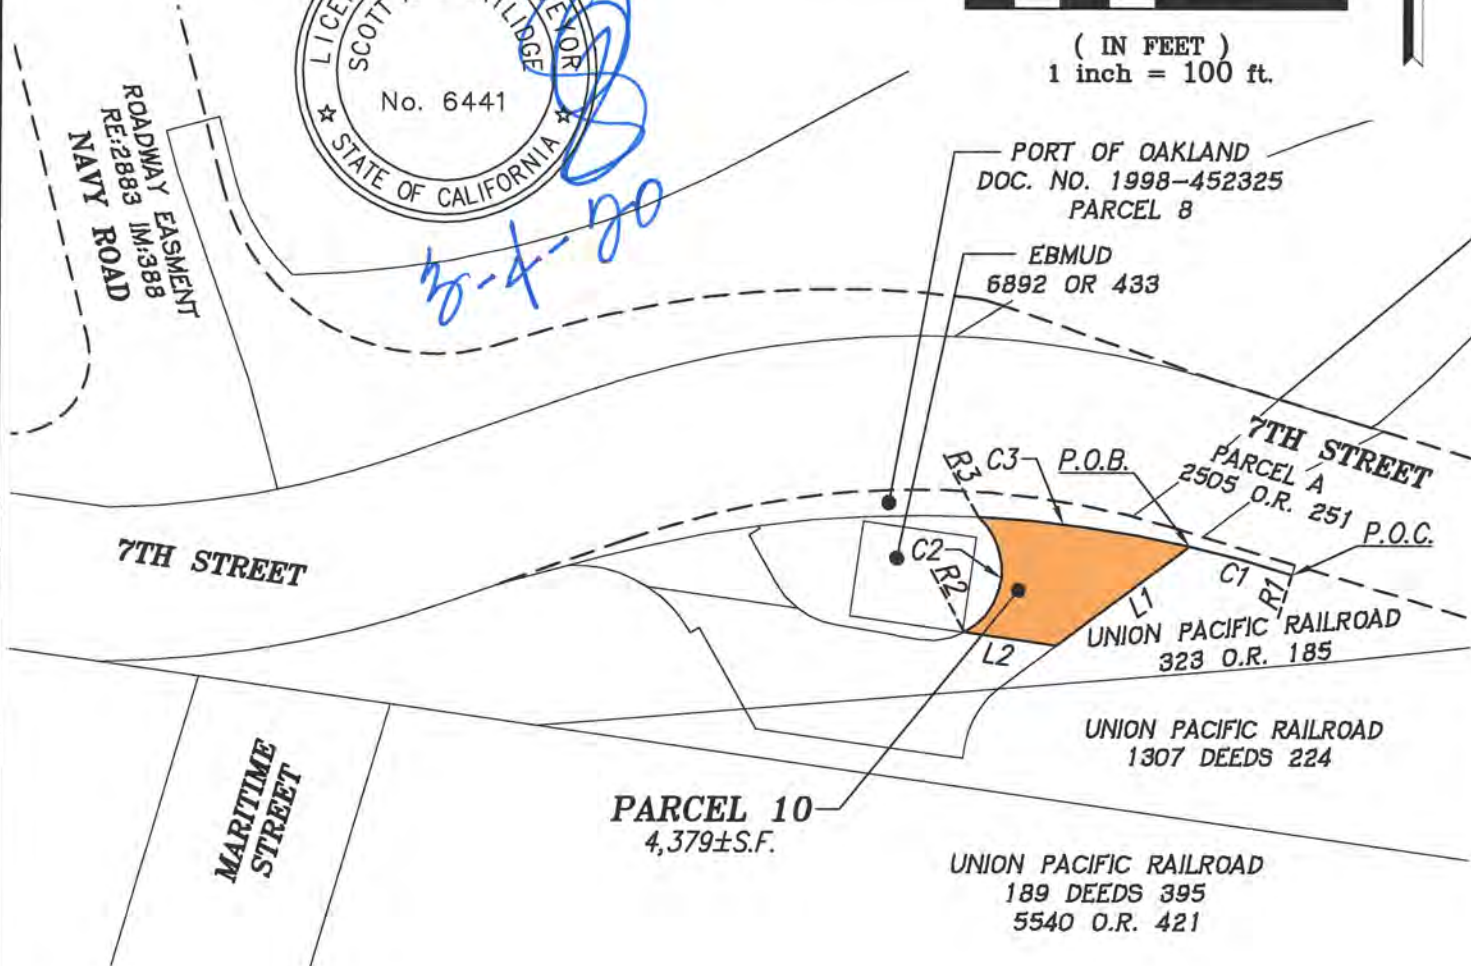 No. 6441
STATE OF CALIFORNIA
3-4-20
( IN FEET )
1 inch = 100 ft.
ROADWAY EASMENT
RE:2883 IM:388
NAVY ROAD
PORT OF OAKLAND
DOC. NO. 1998-452325
PARCEL 8
EBMUD
6892 OR 433
7TH STREET
PARCEL A
2505 O.R. 251
R3
C3
P.O.B.
P.O.C.
7TH STREET
C2
R2
C1
R1
L1
L2
UNION PACIFIC RAILROAD
323 O.R. 185
UNION PACIFIC RAILROAD
1307 DEEDS 224
MARITIME
STREET
PARCEL 10
4,379±S.F.
UNION PACIFIC RAILROAD
189 DEEDS 395
5540 O.R. 421